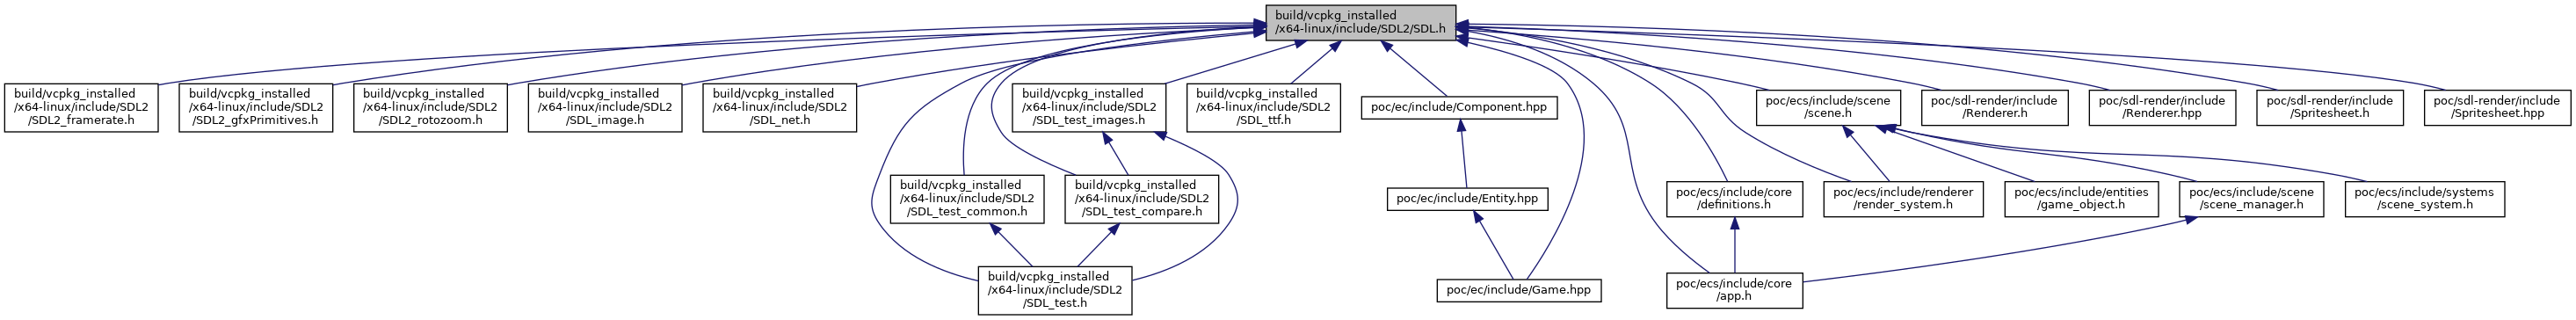 build/vcpkg_installed
/x64-linux/include/SDL2/SDL.h
build/vcpkg_installed
/x64-linux/include/SDL2
/SDL2_framerate.h
build/vcpkg_installed
/x64-linux/include/SDL2
/SDL2_gfxPrimitives.h
build/vcpkg_installed
/x64-linux/include/SDL2
/SDL2_rotozoom.h
build/vcpkg_installed
/x64-linux/include/SDL2
/SDL_image.h
build/vcpkg_installed
/x64-linux/include/SDL2
/SDL_net.h
build/vcpkg_installed
/x64-linux/include/SDL2
/SDL_test_images.h
build/vcpkg_installed
/x64-linux/include/SDL2
/SDL_ttf.h
poc/ec/include/Component.hpp
poc/ecs/include/scene
/scene.h
poc/sdl-render/include
/Renderer.h
poc/sdl-render/include
/Renderer.hpp
poc/sdl-render/include
/Spritesheet.h
poc/sdl-render/include
/Spritesheet.hpp
build/vcpkg_installed
/x64-linux/include/SDL2
/SDL_test_common.h
build/vcpkg_installed
/x64-linux/include/SDL2
/SDL_test_compare.h
poc/ec/include/Entity.hpp
poc/ecs/include/core
/definitions.h
poc/ecs/include/renderer
/render_system.h
poc/ecs/include/entities
/game_object.h
poc/ecs/include/scene
/scene_manager.h
poc/ecs/include/systems
/scene_system.h
build/vcpkg_installed
/x64-linux/include/SDL2
/SDL_test.h
poc/ec/include/Game.hpp
poc/ecs/include/core
/app.h